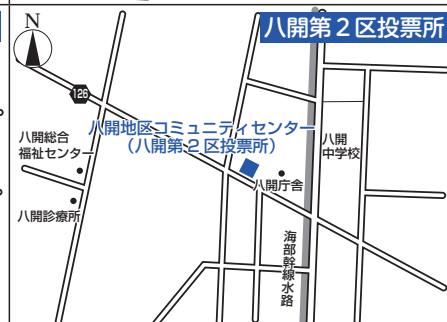 八開第2区投票所
N
126
八開地区コミュニティセンター
（八開第2区投票所）
八開総合
福祉センター
八開
中学校
八開庁舎
八開診療所
海部幹線水路